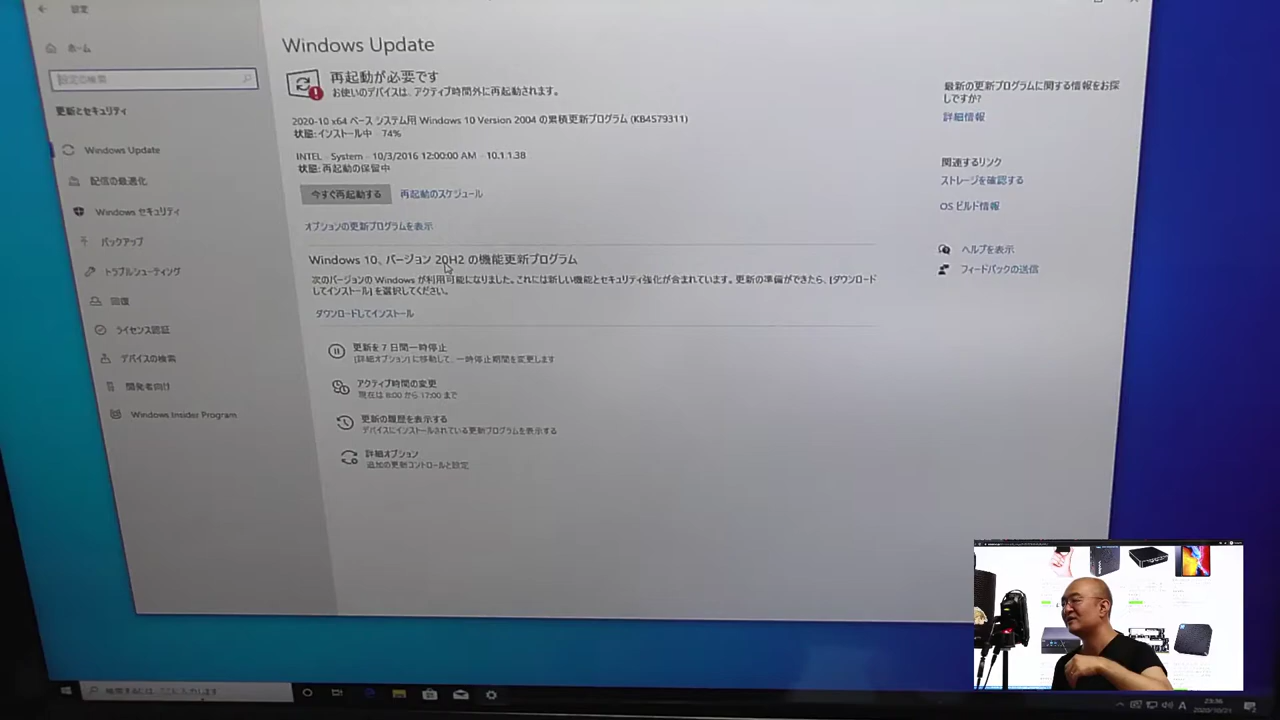 設定
ホーム
設定の検索
更新とセキュリティ
Windows Update
配信の最適化
Windows セキュリティ
バックアップ
トラブルシューティング
回復
ライセンス認証
デバイスの検索
開発者向け
Windows Insider Program
Windows Update
再起動が必要です
お使いのデバイスは、アクティブ時間外に再起動されます。
2020-10 x64 ベース システム用 Windows 10 Version 2004 の累積更新プログラム (KB4579311)
状態: インストール中 - 74%
INTEL - System - 10/3/2016 12:00:00 AM - 10.1.1.38
状態: 再起動の保留中
今すぐ再起動する
再起動のスケジュール
オプションの更新プログラムを表示
Windows 10、バージョン 20H2 の機能更新プログラム
次のバージョンの Windows が利用可能になりました。これには新しい機能とセキュリティ強化が含まれています。更新の準備ができたら、[ダウンロード
してインストール] を選択してください。
ダウンロードしてインストール
更新を 7 日間一時停止
[詳細オプション] に移動して、一時停止期間を変更します
アクティブ時間の変更
現在は 8:00 から 17:00 まで
更新の履歴を表示する
デバイスにインストールされている更新プログラムを表示する
詳細オプション
追加の更新コントロールと設定
最新の更新プログラムに関する情報をお探
しですか?
詳細情報
関連するリンク
ストレージを確認する
OS ビルド情報
ヘルプを表示
フィードバックの送信
検索するには、ここに入力します
A
23:36
2020/10/21